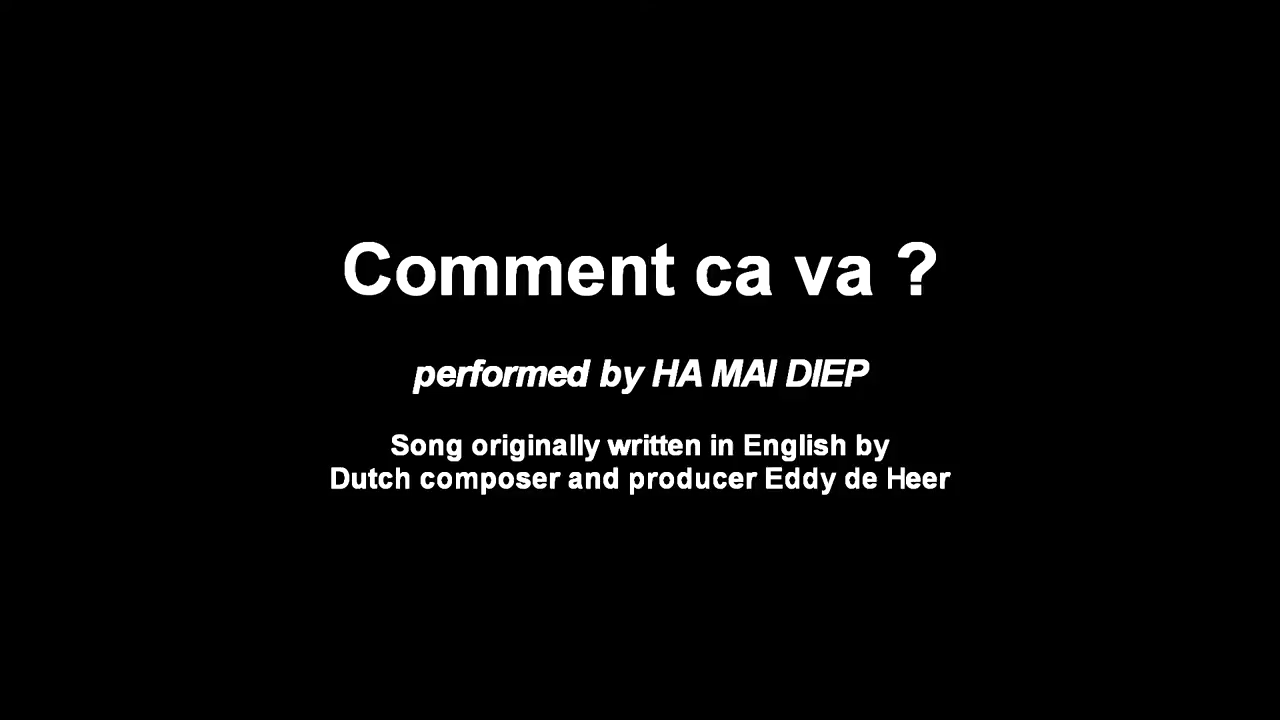 Comment ca va ?
performed by HA MAI DIEP
Song originally written in English by
Dutch composer and producer Eddy de Heer